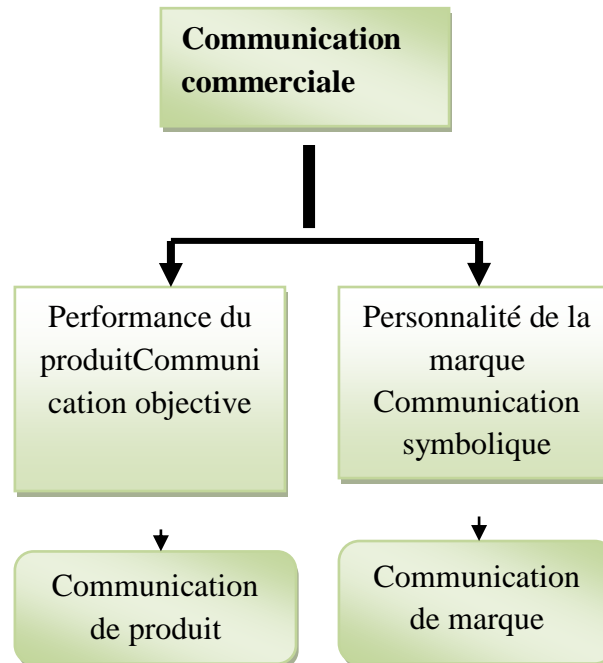 Communication
commerciale
Performance du
produitCommuni
cation objective
Personnalité de la
marque
Communication
symbolique
Communication
de produit
Communication
de marque